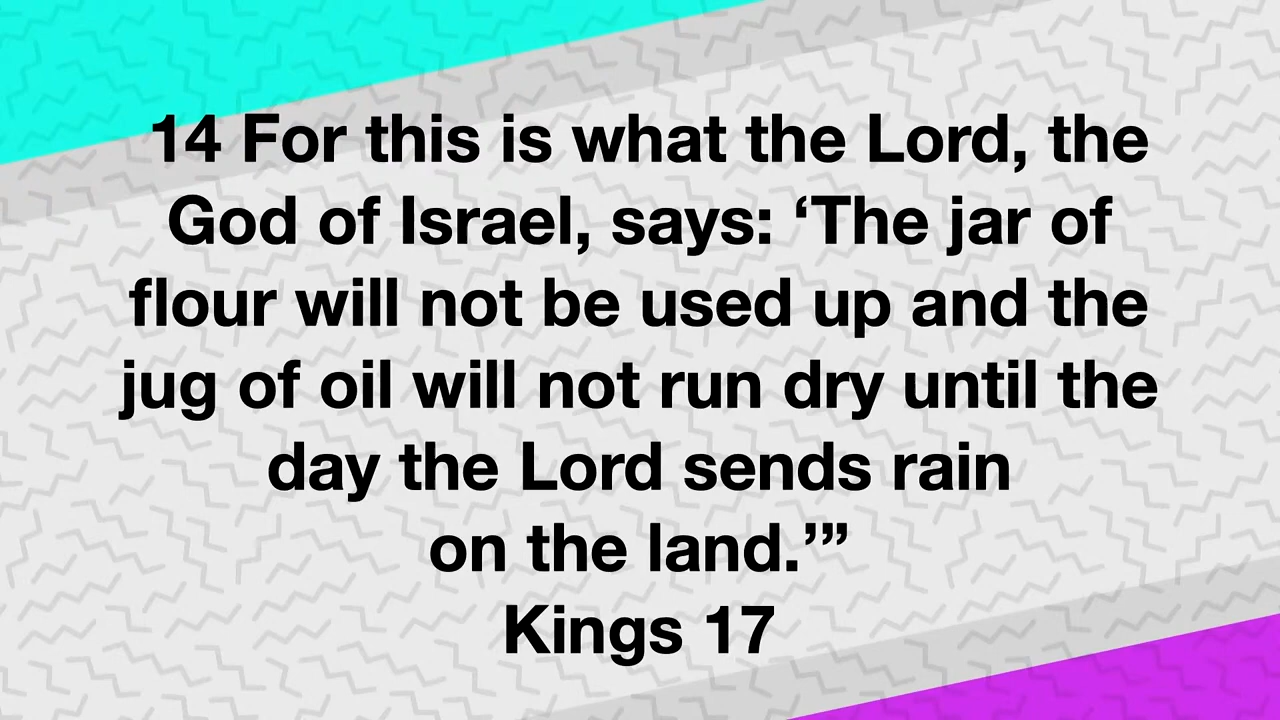 14 For this is what the Lord, the
God of Israel, says: ‘The jar of
flour will not be used up and the
jug of oil will not run dry until the
day the Lord sends rain
on the land.’”
Kings 17